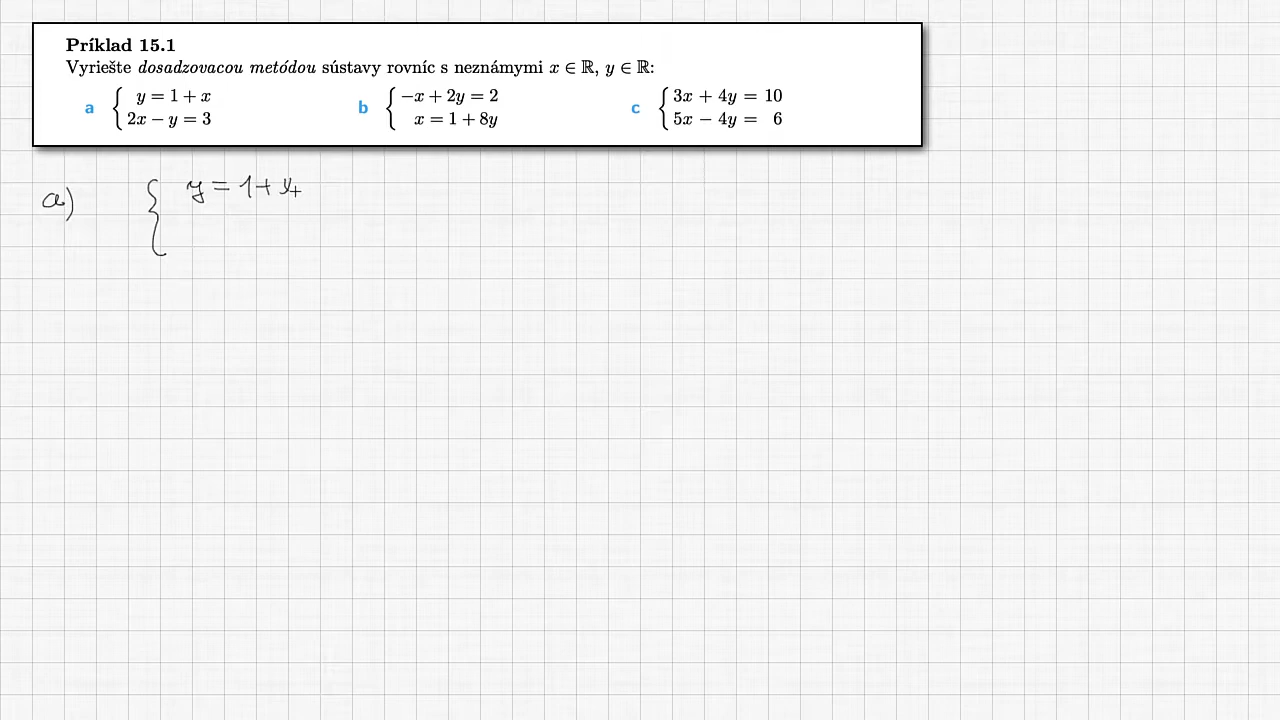 Príklad 15.1
Vyriešte dosadzovacou metódou sústavy rovníc s neznámymi x ∈ ℝ, y ∈ ℝ:
a { y = 1 + x
2x − y = 3
b { −x + 2y = 2
x = 1 + 8y
c { 3x + 4y = 10
5x − 4y = 6
a) { y = 1 + x